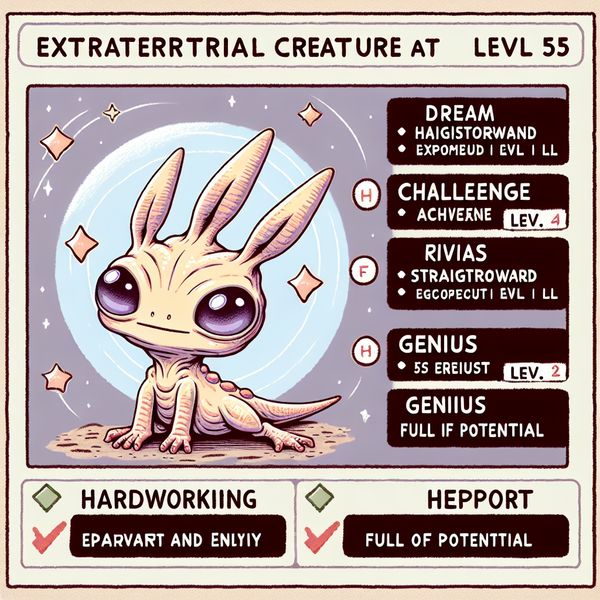 EXTRATERRTRIAL CREATURE AT LEVL 55
DREAM
• HAIGISTORWAND
• EXPOMEUD I EVL I LL
H
CHALLEENGE
• ACHVERNE
LEV. 4
F
RIVIAS
• STRAIGTROWARD
• EGCOPECUTI EVL I LL
H
GENIUS
• 55 EREIUST
LEV. 2
GENIIUS
FULL IF POTENTIAL
HARDWORKIING
EPARVART AND ENLYIY
HEPPORT
FULL OF POTENTTIAL